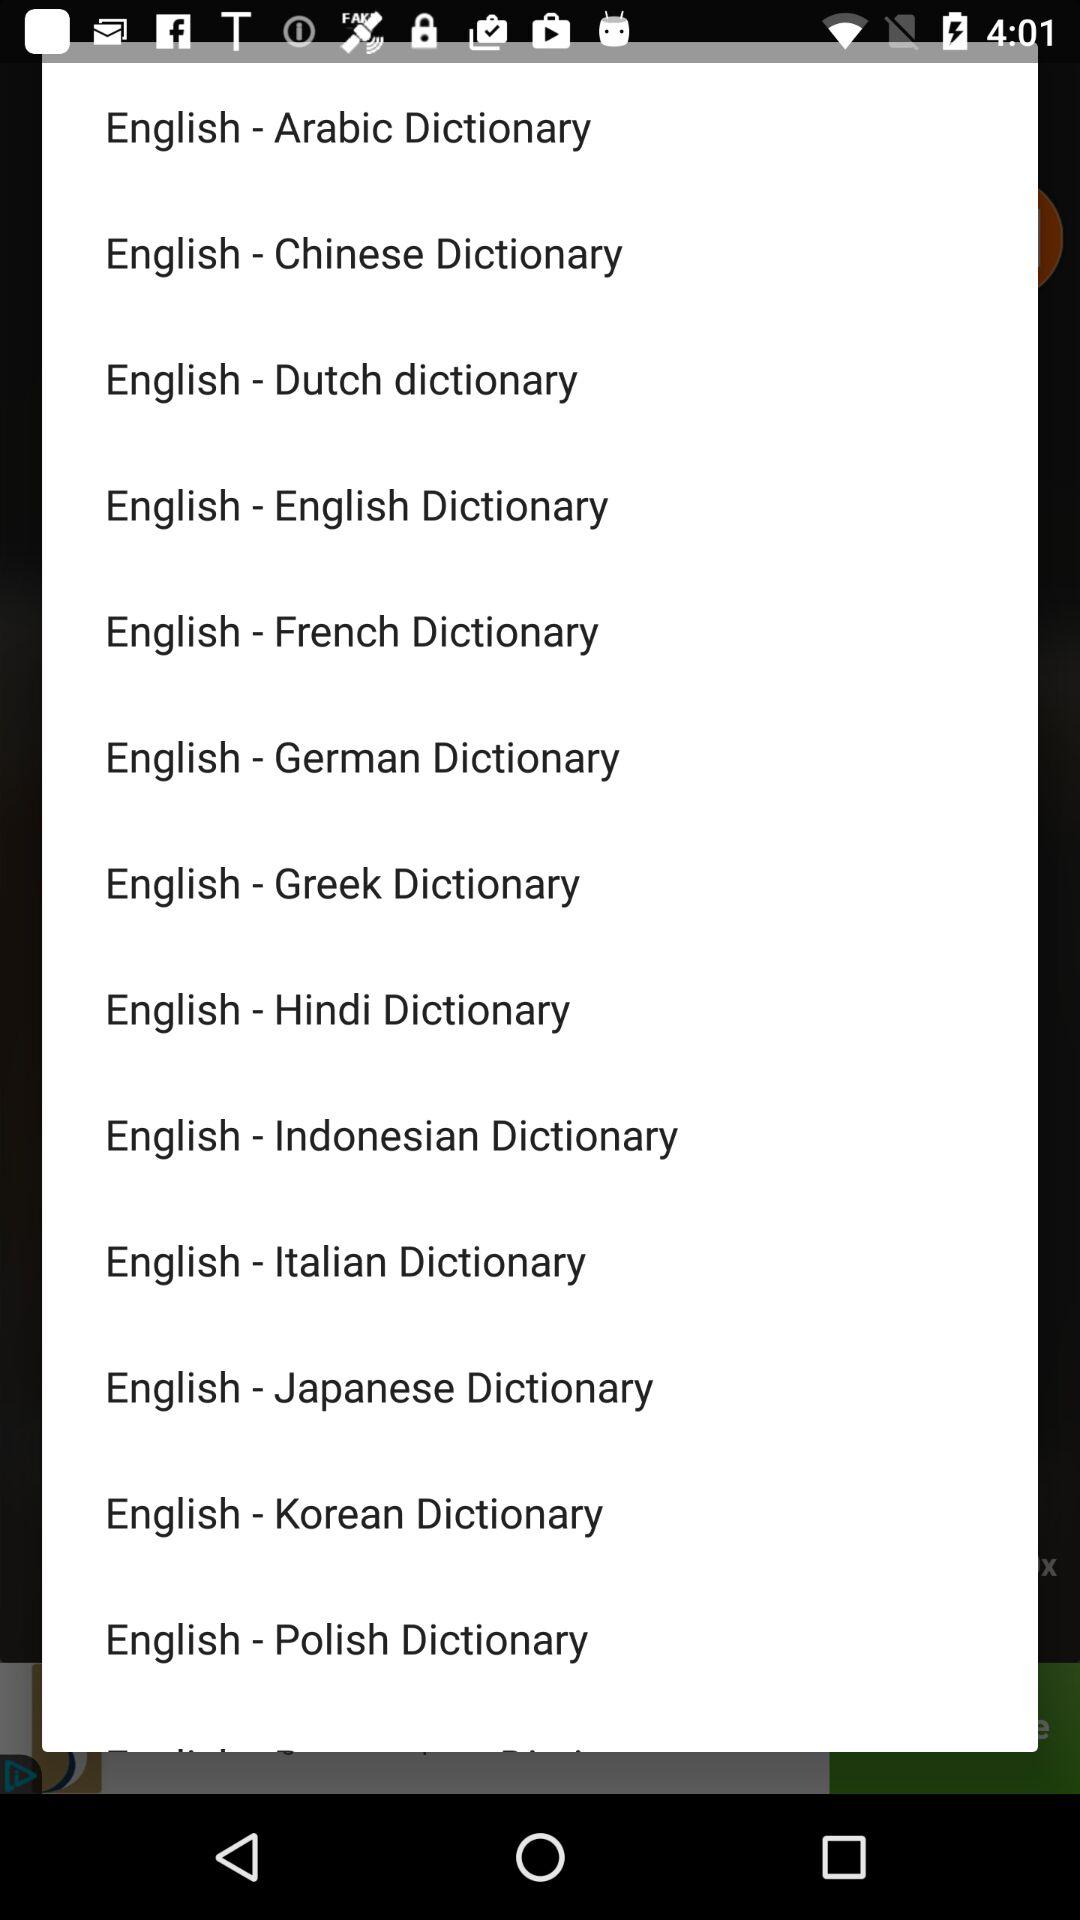 FAKE
4:01
English - Arabic Dictionary
English - Chinese Dictionary
English - Dutch dictionary
English - English Dictionary
English - French Dictionary
English - German Dictionary
English - Greek Dictionary
English - Hindi Dictionary
English - Indonesian Dictionary
English - Italian Dictionary
English - Japanese Dictionary
English - Korean Dictionary
English - Polish Dictionary